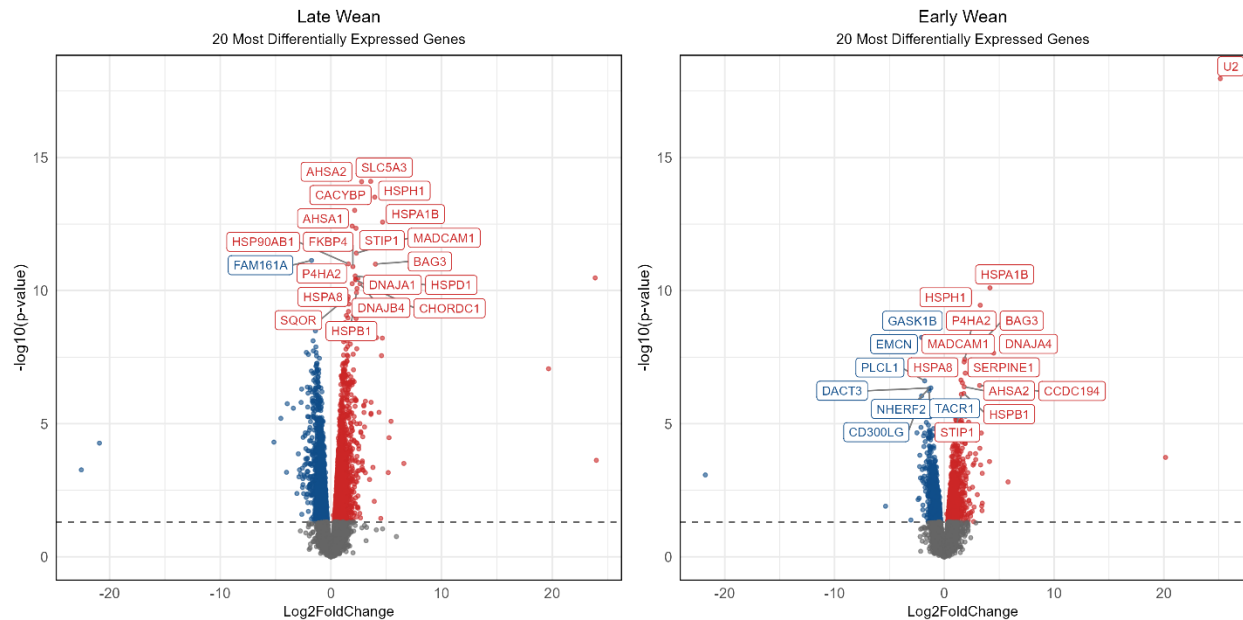 Late Wean
20 Most Differentially Expressed Genes
-log10(p-value)
15
10
5
0
AHSA2
SLC5A3
CACYBP
HSPH1
AHSA1
HSPA1B
HSP90AB1
FKBP4
STIP1
MADCAM1
FAM161A
P4HA2
BAG3
DNAJA1
HSPD1
HSPA8
DNAJB4
CHORDC1
SQOR
HSPB1
-20
-10
0
10
20
Log2FoldChange
Early Wean
20 Most Differentially Expressed Genes
-log10(p-value)
15
10
5
0
U2
HSPA1B
HSPH1
GASK1B
P4HA2
BAG3
EMCN
MADCAM1
DNAJA4
PLCL1
HSPA8
SERPINE1
DACT3
AHSA2
CCDC194
NHERF2
TACR1
HSPB1
CD300LG
STIP1
-20
-10
0
10
20
Log2FoldChange